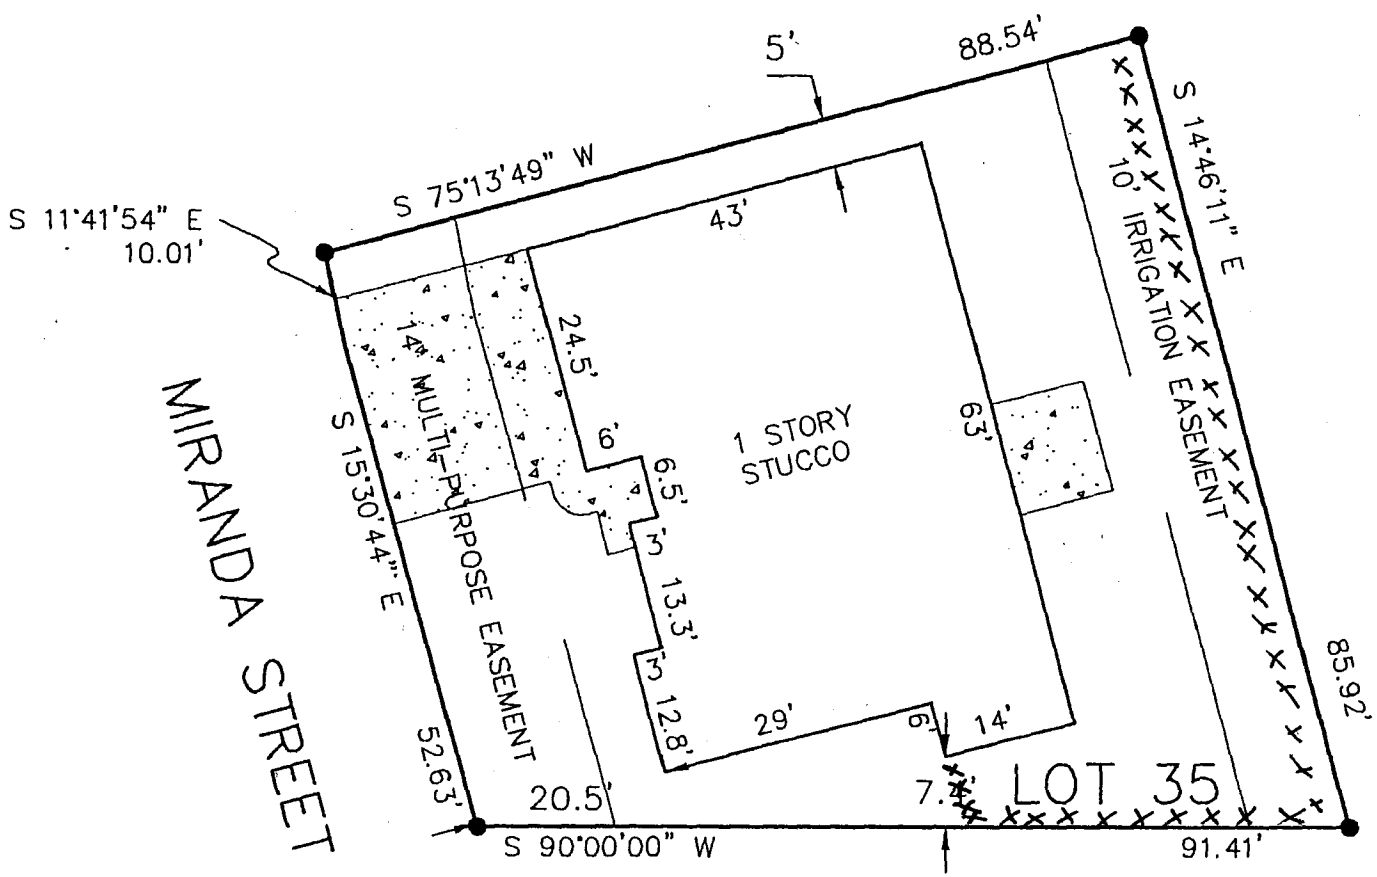 5'
88.54'
S 75°13'49" W
S 11°41'54" E
10.01'
43'
S 14°46'11" E
10' IRRIGATION EASEMENT
24.5'
14' MULTI-PURPOSE EASEMENT
6'
6.5'
1 STORY
STUCCO
63'
S 15°30'44" E
MIRANDA STREET
3'
13.3'
3'
12.8'
29'
6'
14'
85.92'
52.63'
20.5'
7.4'
LOT 35
S 90°00'00" W
91.41'